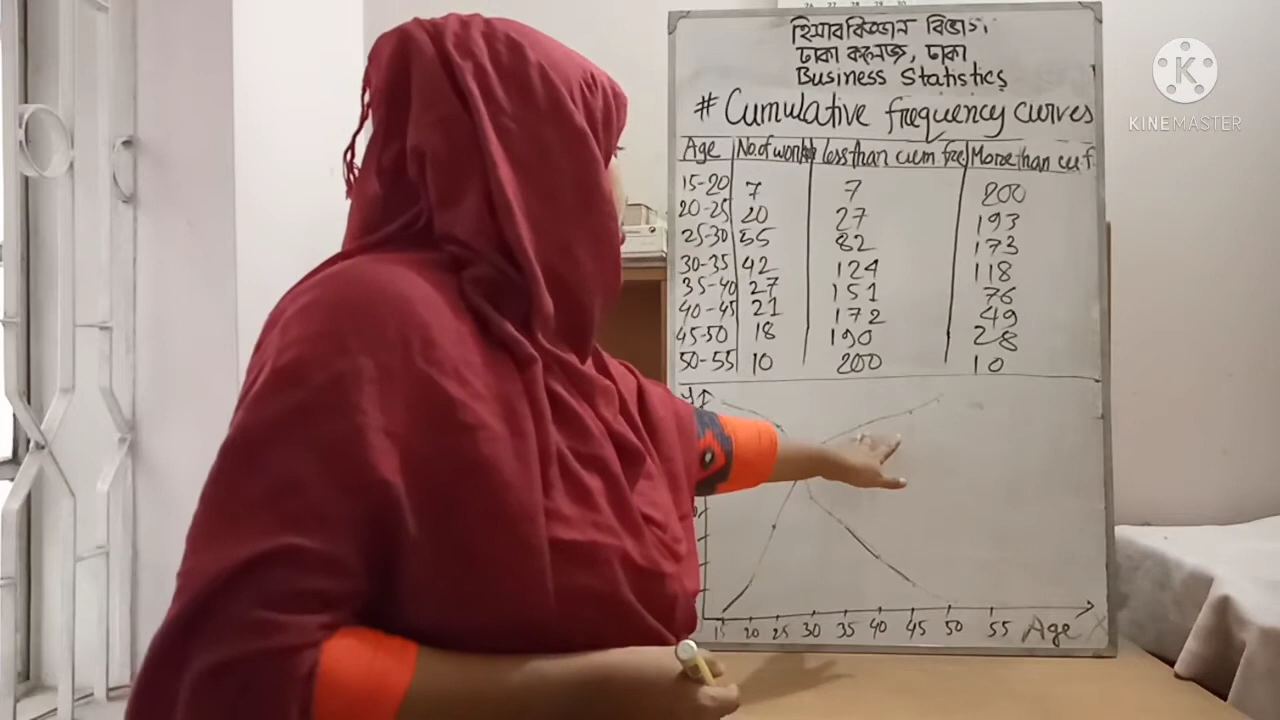 হিসাববিজ্ঞান বিভাগ,
ঢাকা কলেজ, ঢাকা
Business Statistics
# Cumulative frequency curves
Age No. of work less than cum. fre More than cu. f.
15-20 7 7 200
20-25 20 27 193
25-30 55 82 173
30-35 42 124 118
35-40 27 151 76
40-45 21 172 49
45-50 18 190 28
50-55 10 200 10
Y
15 20 25 30 35 40 45 50 55 Age X
K
KINEMASTER